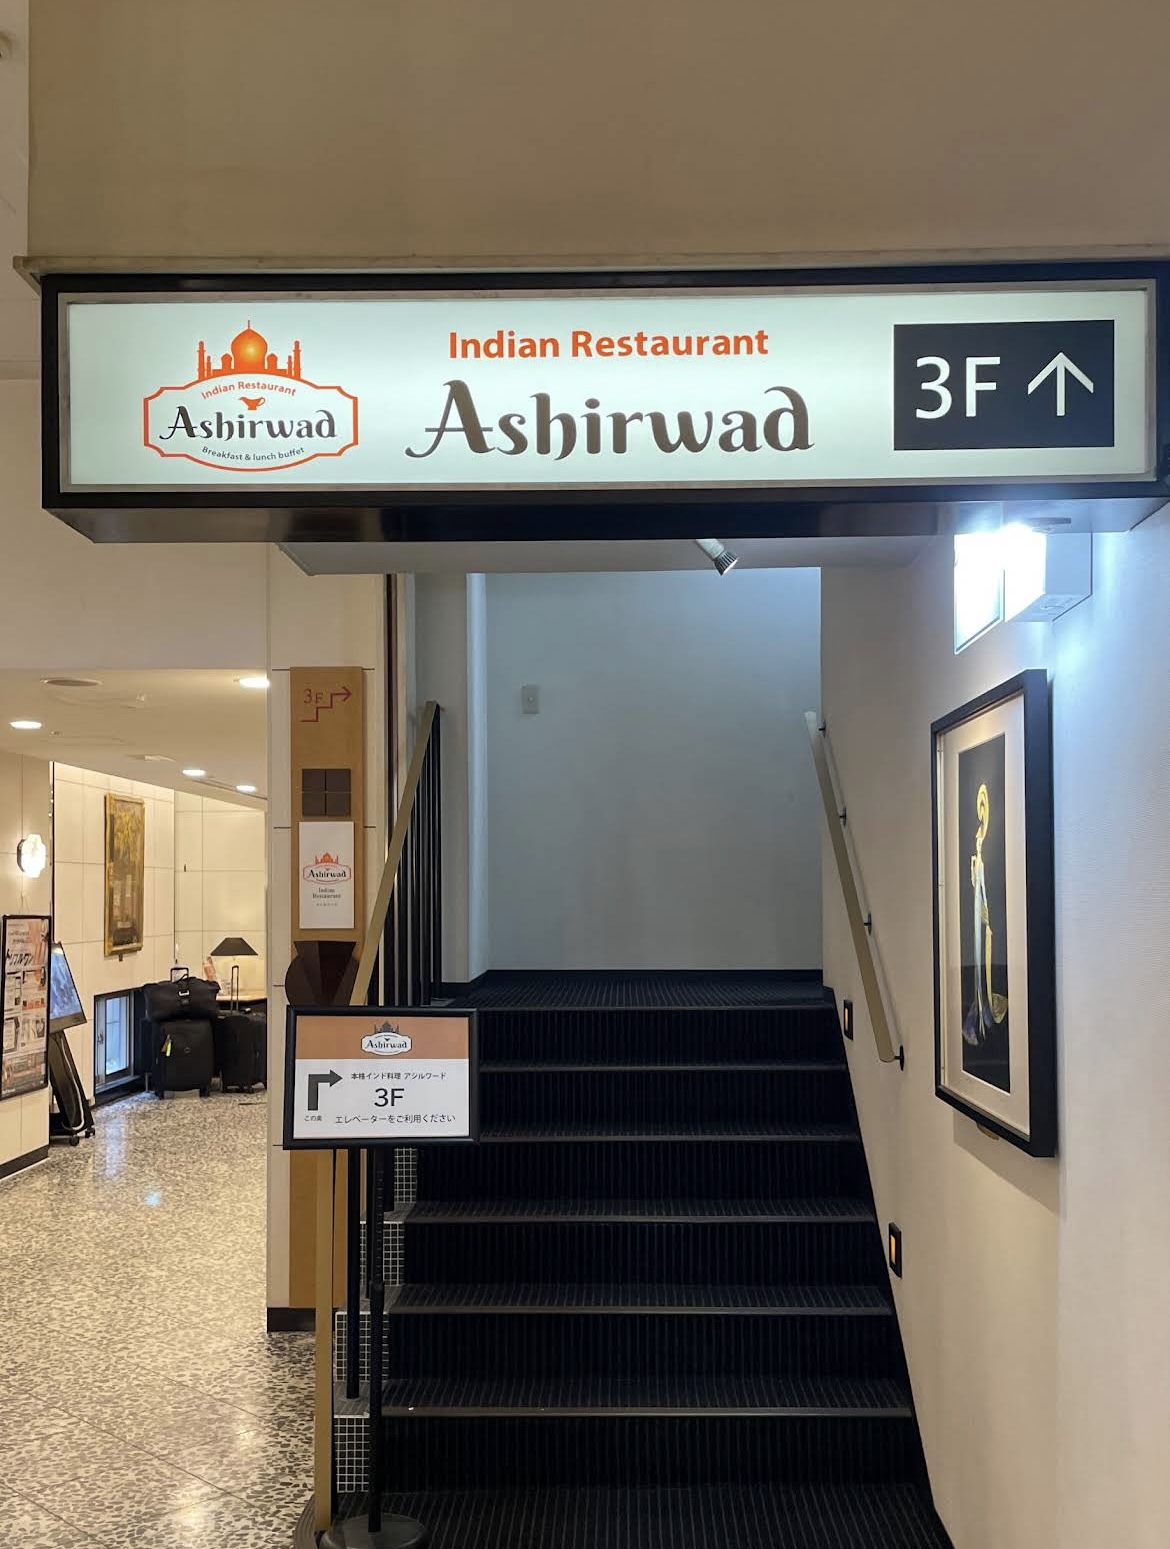 Indian Restaurant
Ashirwad
Breakfast & lunch buffet
Indian Restaurant
Ashirwad
3F ↑
3F
Ashirwad
Indian
Restaurant
Ashirwad
本格インド料理 アシルワード
3F
この奥
エレベーターをご利用ください